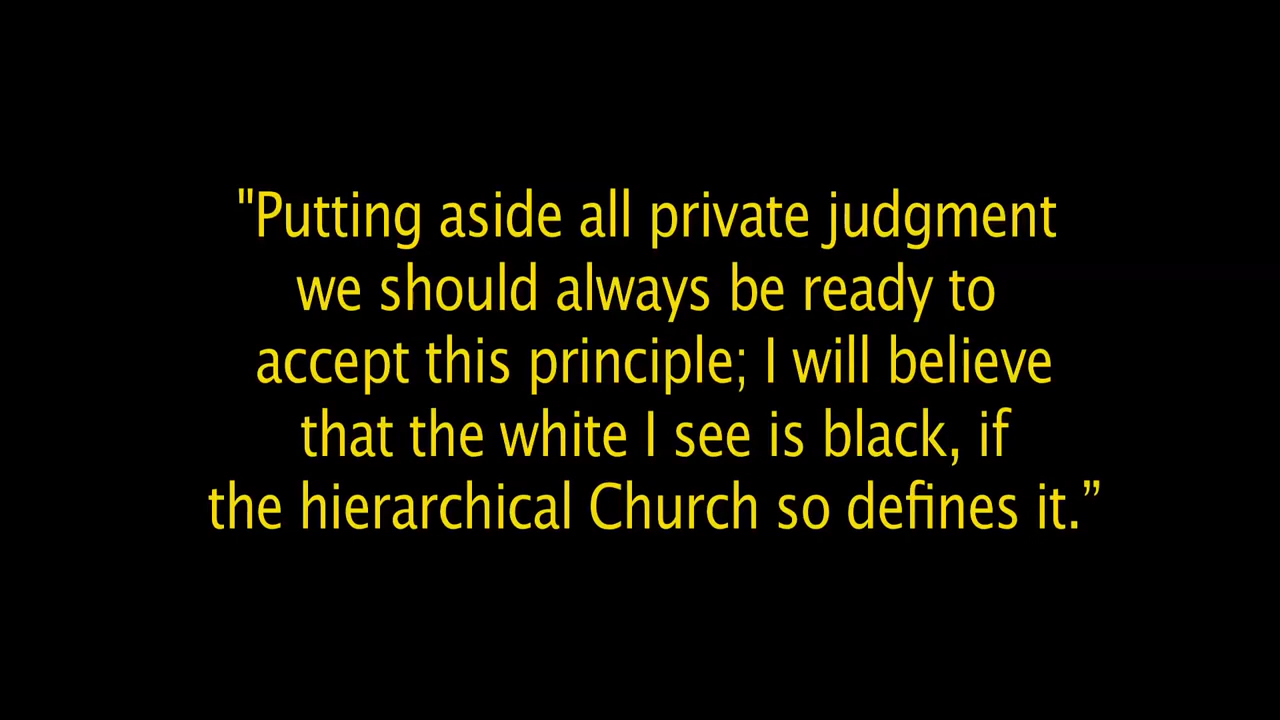 "Putting aside all private judgment
we should always be ready to
accept this principle; I will believe
that the white I see is black, if
the hierarchical Church so defines it.”